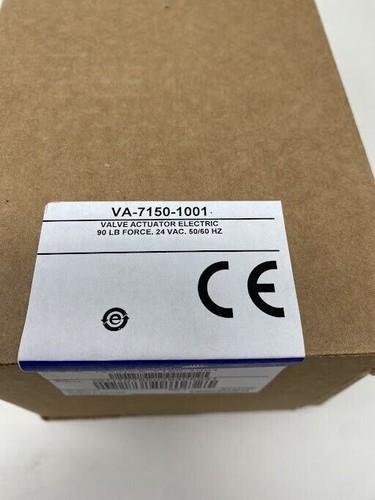 VA-7150-1001
VALVE ACTUATOR ELECTRIC
90 LB FORCE. 24 VAC. 50/60 HZ
e
CE